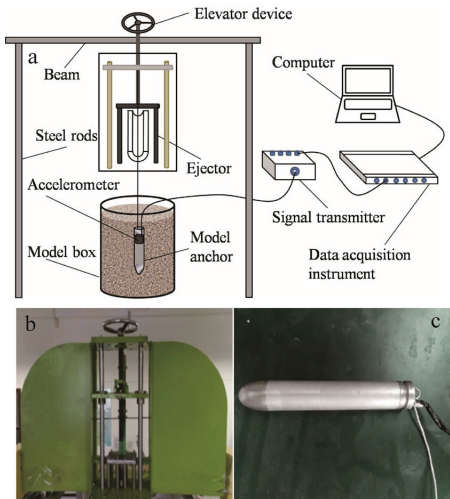 Elevator device
a
Beam
Computer
Steel rods
Ejector
Accelerometer
Signal transmitter
Model box
Model
anchor
Data acquisition
instrument
b
c